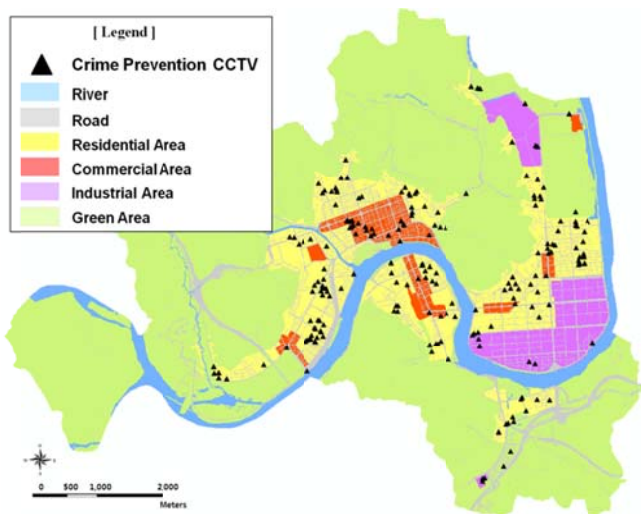 [ Legend ]
Crime Prevention CCTV
River
Road
Residential Area
Commercial Area
Industrial Area
Green Area
0 500 1,000 2,000
Meters